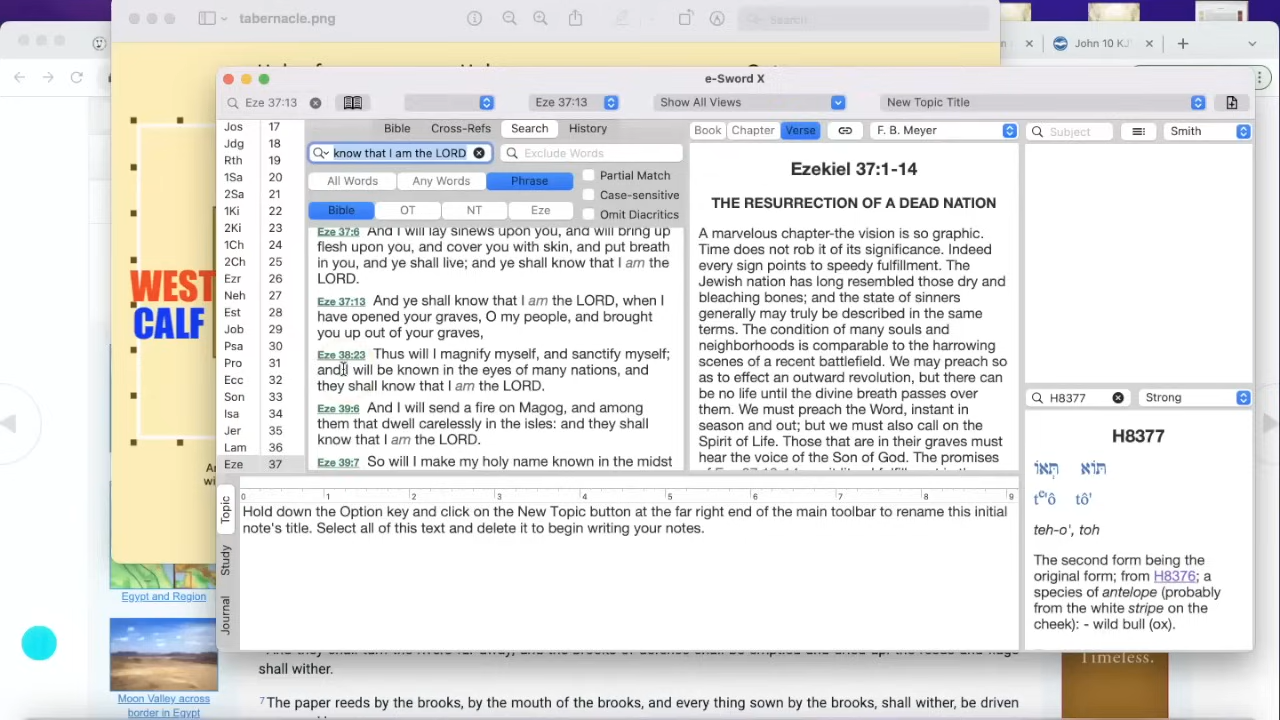 tabernacle.png
Search
John 10 KJV
e-Sword X
Eze 37:13
Eze 37:13
Show All Views
New Topic Title
Jos
Jdg
Rth
1Sa
2Sa
1Ki
2Ki
1Ch
2Ch
Ezr
Neh
Est
Job
Psa
Pro
Ecc
Son
Isa
Jer
Lam
Eze
17
18
19
20
21
22
23
24
25
26
27
28
29
30
31
32
33
34
35
36
37
Bible Cross-Refs Search History
know that I am the LORD
Exclude Words
All Words Any Words Phrase
Partial Match
Case-sensitive
Omit Diacritics
Bible OT NT Eze
Eze 37:6 And I will lay sinews upon you, and will bring up
flesh upon you, and cover you with skin, and put breath
in you, and ye shall live; and ye shall know that I am the
LORD.
Eze 37:13 And ye shall know that I am the LORD, when I
have opened your graves, O my people, and brought
you up out of your graves,
Eze 38:23 Thus will I magnify myself, and sanctify myself;
and I will be known in the eyes of many nations, and
they shall know that I am the LORD.
Eze 39:6 And I will send a fire on Magog, and among
them that dwell carelessly in the isles: and they shall
know that I am the LORD.
Eze 39:7 So will I make my holy name known in the midst
Book Chapter Verse
F. B. Meyer
Ezekiel 37:1-14
THE RESURRECTION OF A DEAD NATION
A marvelous chapter-the vision is so graphic.
Time does not rob it of its significance. Indeed
every sign points to speedy fulfillment. The
Jewish nation has long resembled those dry and
bleaching bones; and the state of sinners
generally may truly be described in the same
terms. The condition of many souls and
neighborhoods is comparable to the harrowing
scenes of a recent battlefield. We may preach so
as to effect an outward revolution, but there can
be no life until the divine breath passes over
them. We must preach the Word, instant in
season and out; but we must also call on the
Spirit of Life. Those that are in their graves must
hear the voice of the Son of God. The promises
Subject
Smith
H8377
Strong
H8377
תְּאוֹ תּוֹא
tᵉ'ô tô'
teh-o', toh
The second form being the
original form; from H8376; a
species of antelope (probably
from the white stripe on the
cheek): - wild bull (ox).
Topic
Study
Journal
0 1 2 3 4 5 6 7 8 9
Hold down the Option key and click on the New Topic button at the far right end of the main toolbar to rename this initial
note's title. Select all of this text and delete it to begin writing your notes.
WEST
CALF
Egypt and Region
Moon Valley across
border in Egypt
shall wither.
7The paper reeds by the brooks, by the mouth of the brooks, and every thing sown by the brooks, shall wither, be driven
Timeless.